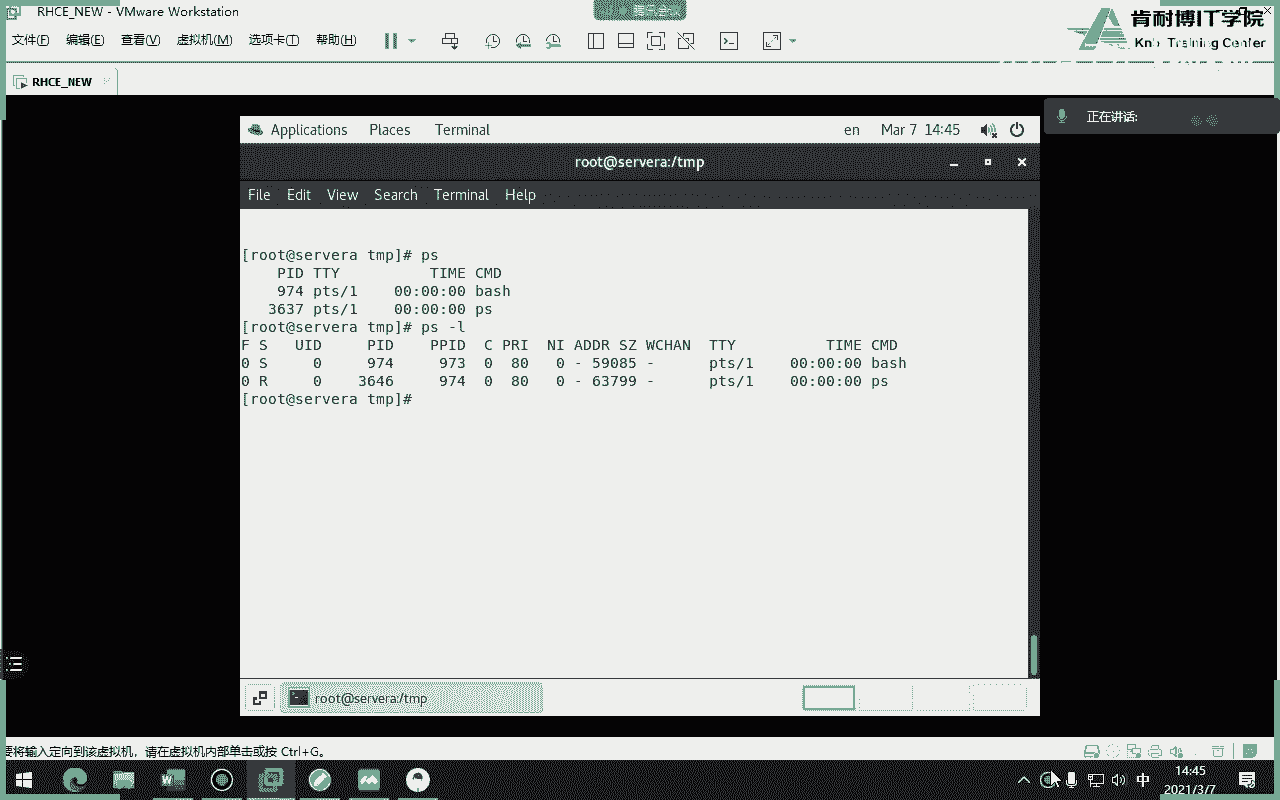 RHCE_NEW - VMware Workstation
肯耐博IT学院
Training Center
文件(F) 编辑(E) 查看(V) 虚拟机(M) 选项卡(T) 帮助(H)
RHCE_NEW
正在讲话:
Applications Places Terminal en Mar 7 14:45
root@servera:/tmp
File Edit View Search Terminal Help
[root@servera tmp]# ps
PID TTY TIME CMD
974 pts/1 00:00:00 bash
3637 pts/1 00:00:00 ps
[root@servera tmp]# ps -l
F S UID PID PPID C PRI NI ADDR SZ WCHAN TTY TIME CMD
0 S 0 974 973 0 80 0 - 59085 - pts/1 00:00:00 bash
0 R 0 3646 974 0 80 0 - 63799 - pts/1 00:00:00 ps
[root@servera tmp]#
root@servera:/tmp
要将输入定向到该虚拟机，请在虚拟机内部单击或按 Ctrl+G。
中
14:45
2021/3/7